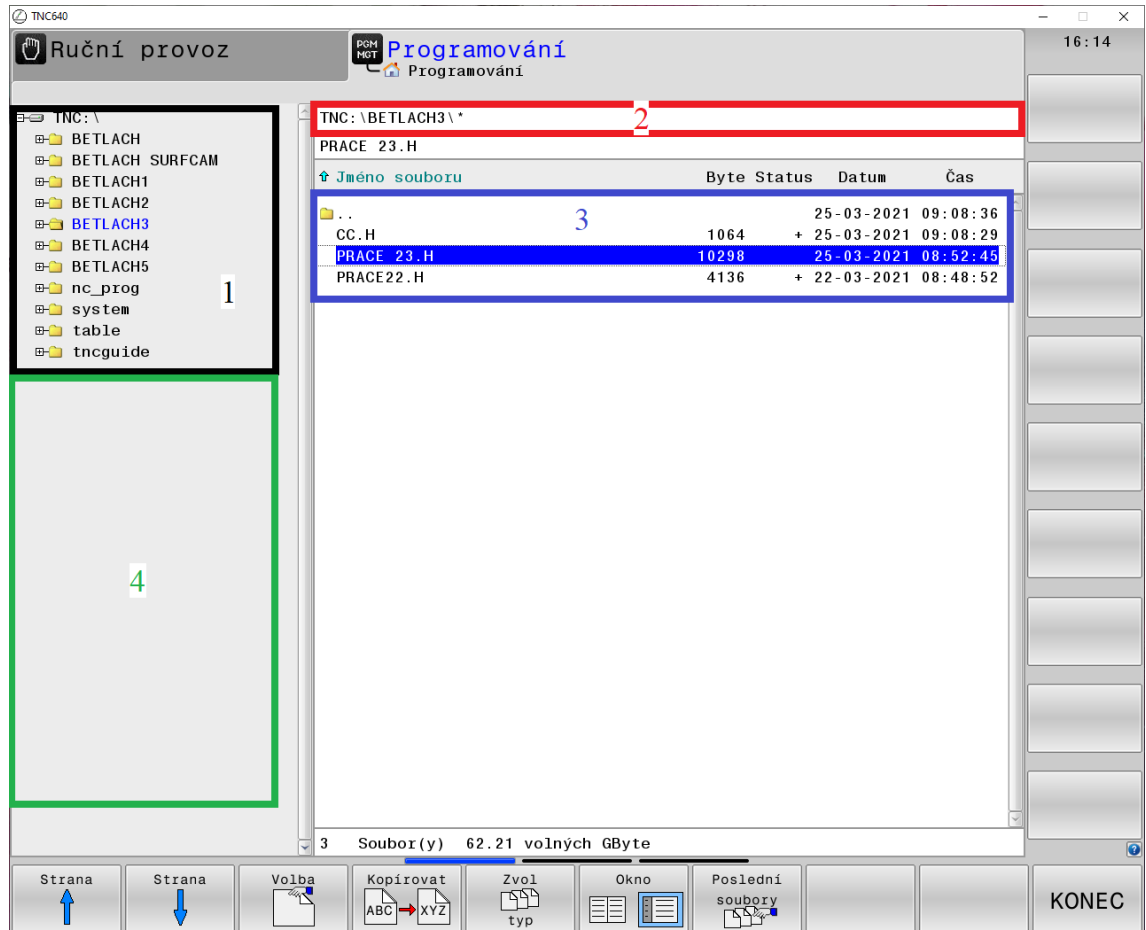 TNC640
Ruční provoz
PGM MGT Programování
Programování
16:14
TNC:\
BETLACH
BETLACH SURFCAM
BETLACH1
BETLACH2
BETLACH3
BETLACH4
BETLACH5
nc_prog
system
table
tncguide
1
4
TNC:\BETLACH3\*
2
PRACE 23.H
Jméno souboru Byte Status Datum Čas
.. 25-03-2021 09:08:36
3
CC.H 1064 + 25-03-2021 09:08:29
PRACE 23.H 10298 25-03-2021 08:52:45
PRACE22.H 4136 + 22-03-2021 08:48:52
3 Soubor(y) 62.21 volných GByte
Strana
Strana
Volba
Kopírovat
ABC XYZ
Zvol
typ
Okno
Poslední
soubory
KONEC